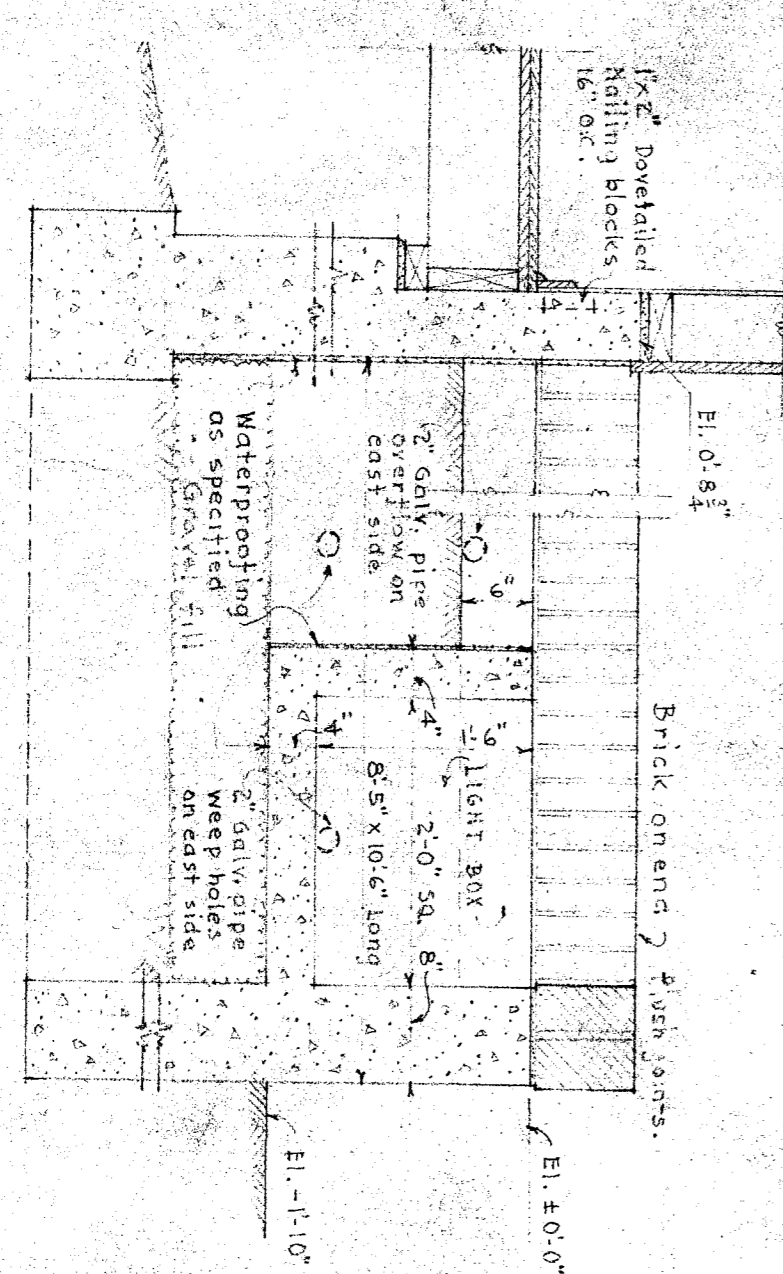 1"x2" Dovetailed
Nailing blocks
16" o.c.
El. 0'-8 3/4"
Brick on end
flush joints.
2" Galv. pipe
overflow on
east side
6"
6"
LIGHT BOX
4"
2'-0" sq.
8"
8'-5" x 10'-6" Long
4"
Waterproofing
as specified
Gravel fill
2" Galv. pipe
weep holes
on east side
El. ±0'-0"
El. -1'-10"